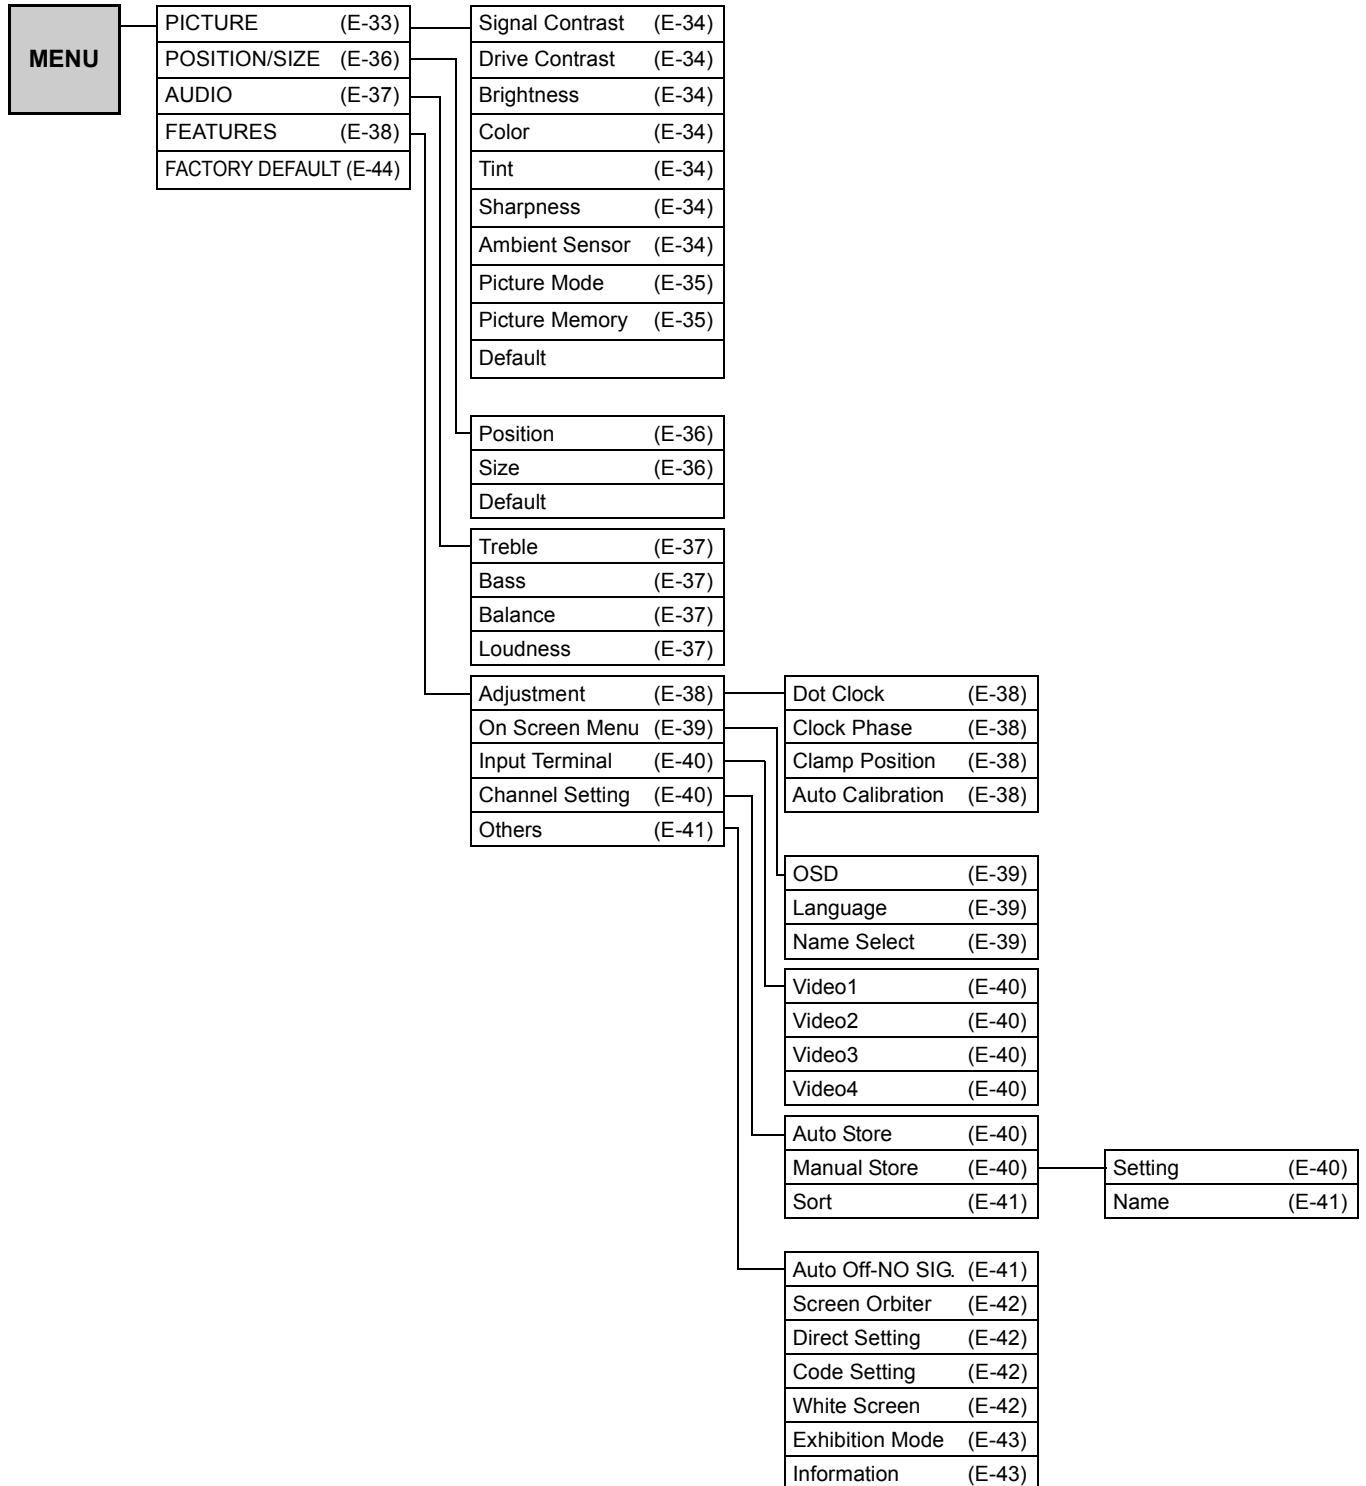 MENU
PICTURE (E-33)
POSITION/SIZE (E-36)
AUDIO (E-37)
FEATURES (E-38)
FACTORY DEFAULT (E-44)
Signal Contrast (E-34)
Drive Contrast (E-34)
Brightness (E-34)
Color (E-34)
Tint (E-34)
Sharpness (E-34)
Ambient Sensor (E-34)
Picture Mode (E-35)
Picture Memory (E-35)
Default
Position (E-36)
Size (E-36)
Default
Treble (E-37)
Bass (E-37)
Balance (E-37)
Loudness (E-37)
Adjustment (E-38)
On Screen Menu (E-39)
Input Terminal (E-40)
Channel Setting (E-40)
Others (E-41)
Dot Clock (E-38)
Clock Phase (E-38)
Clamp Position (E-38)
Auto Calibration (E-38)
OSD (E-39)
Language (E-39)
Name Select (E-39)
Video1 (E-40)
Video2 (E-40)
Video3 (E-40)
Video4 (E-40)
Auto Store (E-40)
Manual Store (E-40)
Sort (E-41)
Setting (E-40)
Name (E-41)
Auto Off-NO SIG. (E-41)
Screen Orbiter (E-42)
Direct Setting (E-42)
Code Setting (E-42)
White Screen (E-42)
Exhibition Mode (E-43)
Information (E-43)